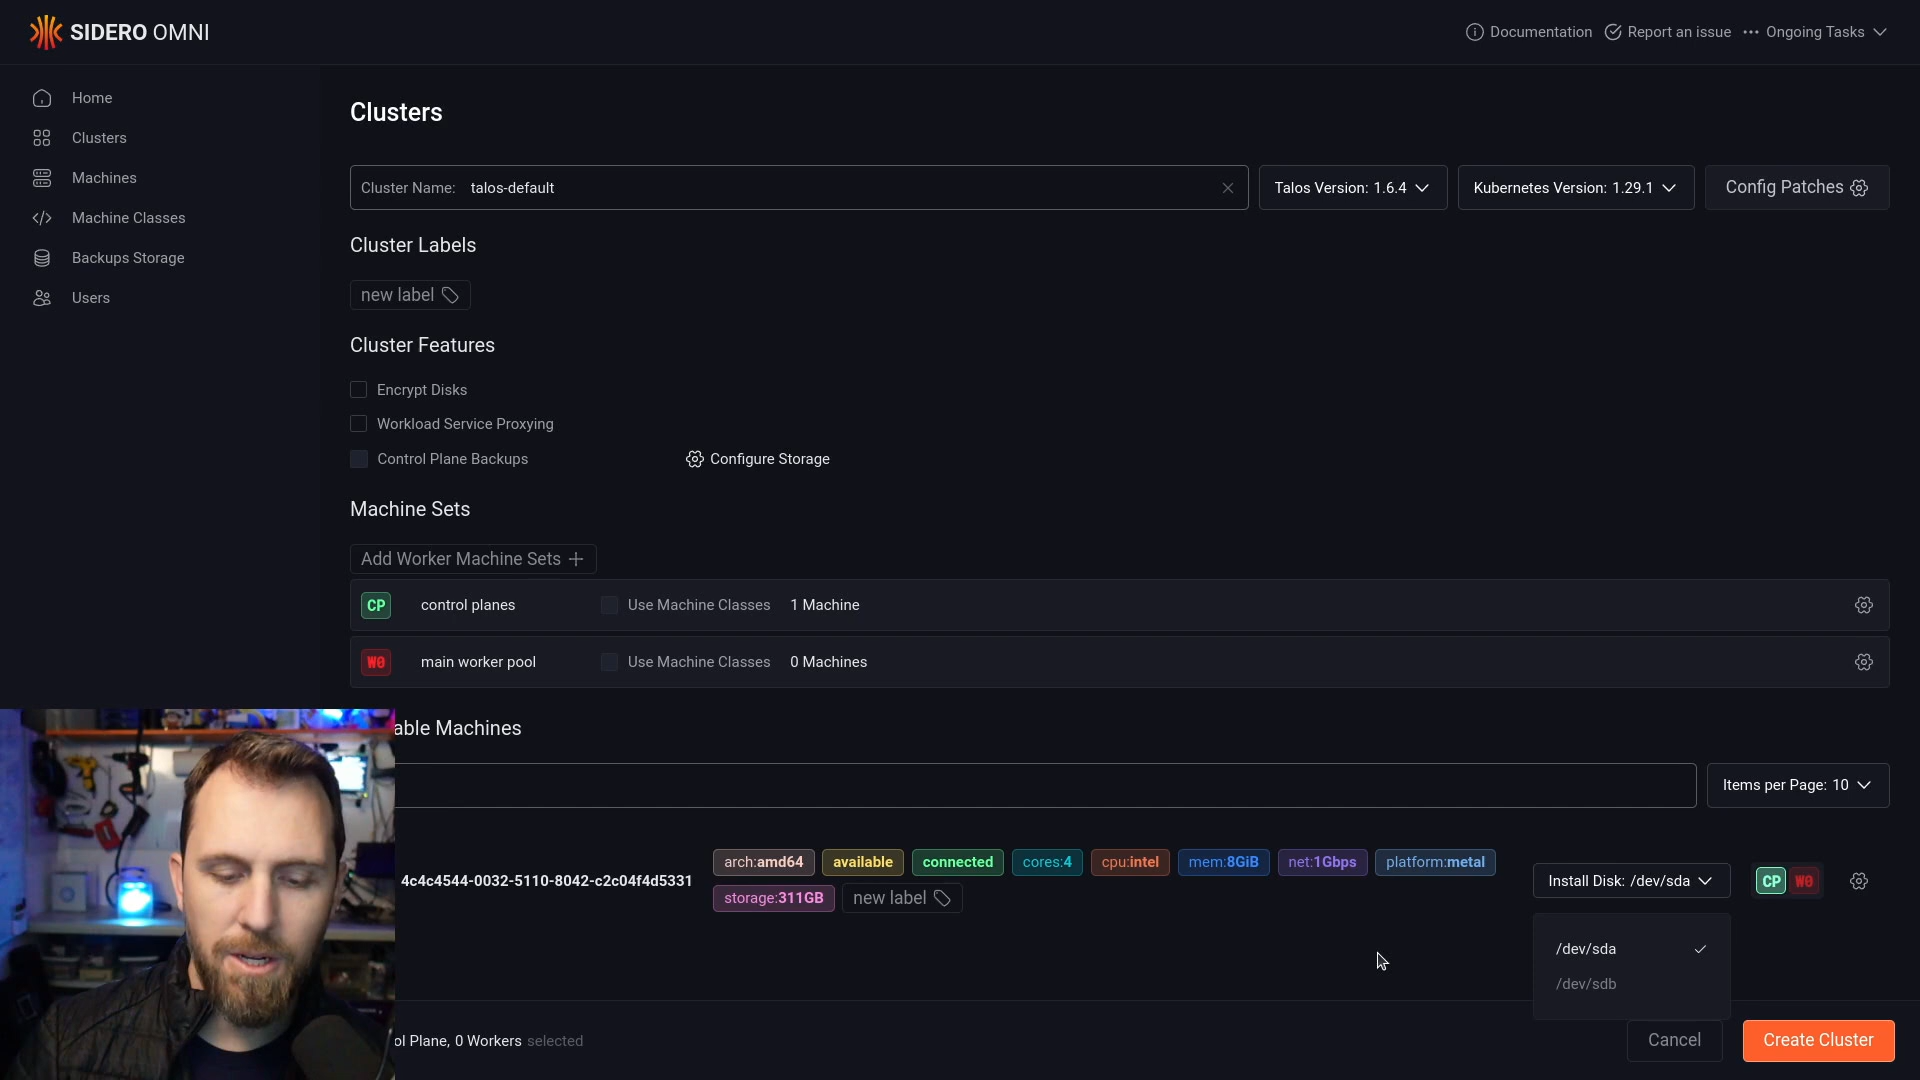 SIDERO OMNI
Documentation
Report an issue
Ongoing Tasks
Home
Clusters
Machines
Machine Classes
Backups Storage
Users
Clusters
Cluster Name: talos-default
Talos Version: 1.6.4
Kubernetes Version: 1.29.1
Config Patches
Cluster Labels
new label
Cluster Features
Encrypt Disks
Workload Service Proxying
Control Plane Backups
Configure Storage
Machine Sets
Add Worker Machine Sets
CP control planes Use Machine Classes 1 Machine
W0 main worker pool Use Machine Classes 0 Machines
able Machines
Items per Page: 10
4c4c4544-0032-5110-8042-c2c04f4d5331
arch:amd64 available connected cores:4 cpu:intel mem:8GiB net:1Gbps platform:metal
storage:311GB new label
Install Disk: /dev/sda
CP W0
/dev/sda
/dev/sdb
ol Plane, 0 Workers selected
Cancel
Create Cluster